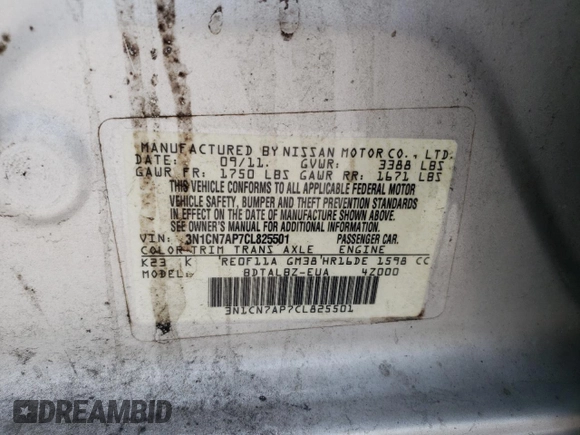 MANUFACTURED BY NISSAN MOTOR CO., LTD.
DATE: 09/11. GVWR: 3388 LBS
GAWR FR: 1750 LBS GAWR RR: 1671 LBS
THIS VEHICLE CONFORMS TO ALL APPLICABLE FEDERAL MOTOR
VEHICLE SAFETY, BUMPER AND THEFT PREVENTION STANDARDS
IN EFFECT ON THE DATE OF MANUFACTURE SHOWN ABOVE.
SEE OWNER'S MANUAL FOR ADDITIONAL INFORMATION.
VIN: 3N1CN7AP7CL825501 PASSENGER CAR.
COLOR TRIM TRANS AXLE ENGINE
K23 K RE0F11A GM38 HR16DE 1598 CC
MODEL: BDTALBZ-EUA 4Z000
3N1CN7AP7CL825501
DREAMBID